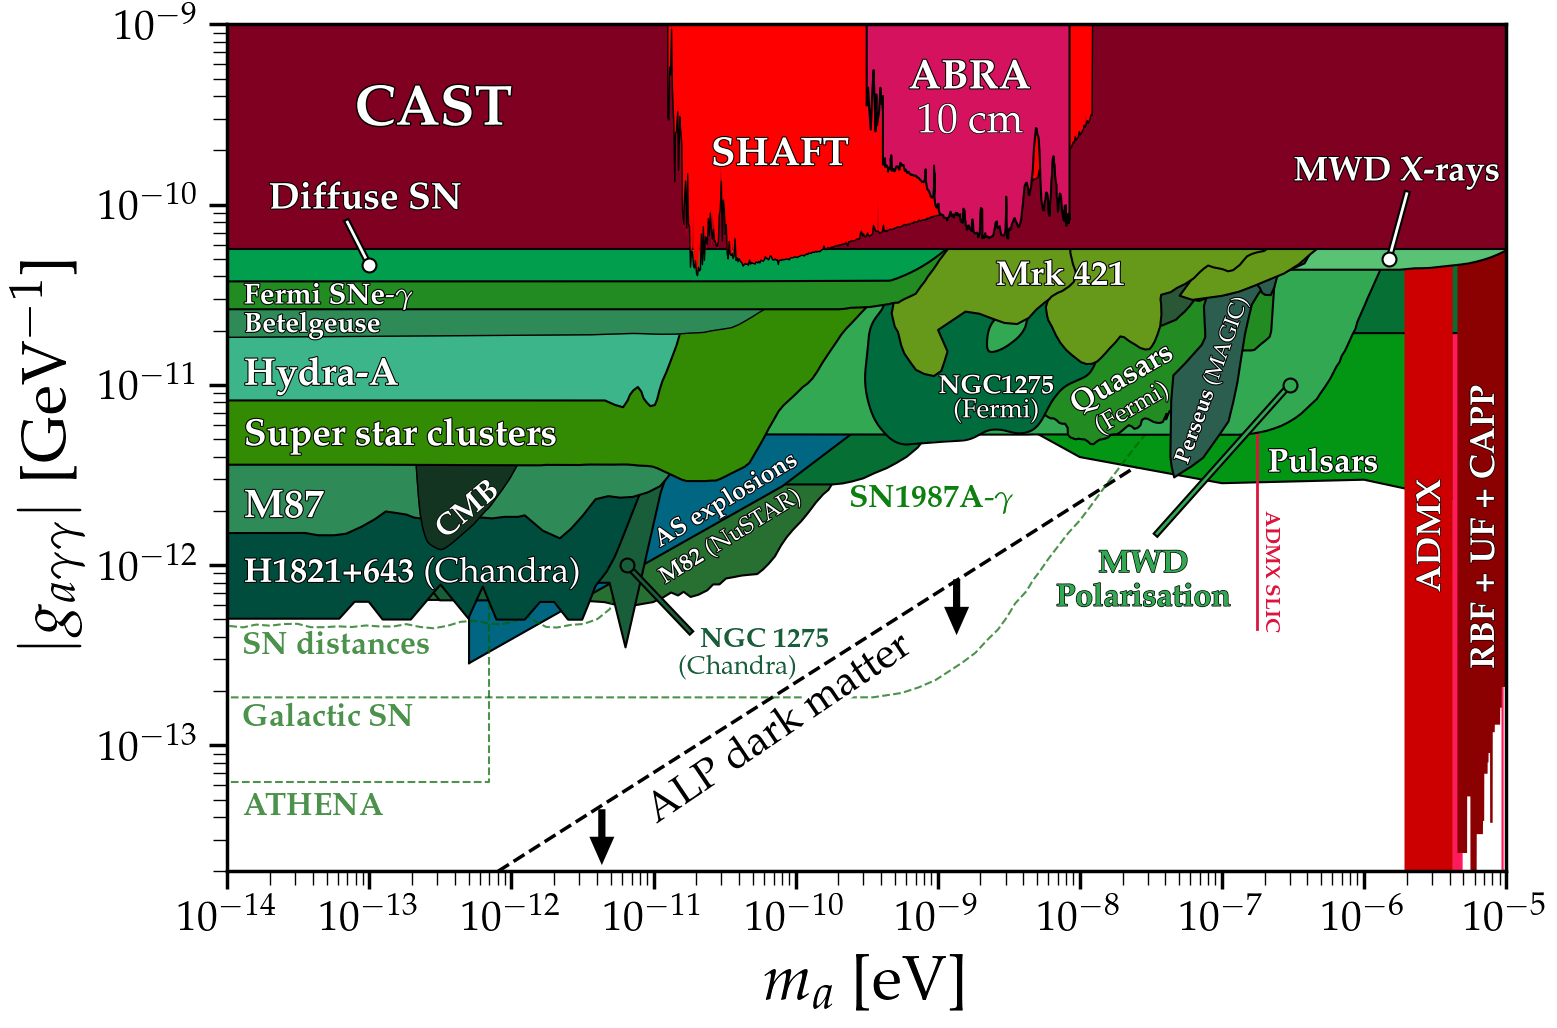 10⁻⁹
CAST
ABRA
10 cm
SHAFT
MWD X-rays
Diffuse SN
10⁻¹⁰
Mrk 421
Fermi SNe-γ
Betelgeuse
Hydra-A
10⁻¹¹
NGC1275
(Fermi)
Quasars
(Fermi)
Perseus (MAGIC)
Super star clusters
Pulsars
M87
CMB
AS explosions
M82 (NuSTAR)
SN1987A-γ
10⁻¹²
H1821+643 (Chandra)
MWD
Polarisation
ADMX SLIC
ADMX
RBF + UF + CAPP
SN distances
NGC 1275
(Chandra)
Galactic SN
ALP dark matter
10⁻¹³
ATHENA
|gₐᵧᵧ| [GeV⁻¹]
10⁻¹⁴ 10⁻¹³ 10⁻¹² 10⁻¹¹ 10⁻¹⁰ 10⁻⁹ 10⁻⁸ 10⁻⁷ 10⁻⁶ 10⁻⁵
mₐ [eV]